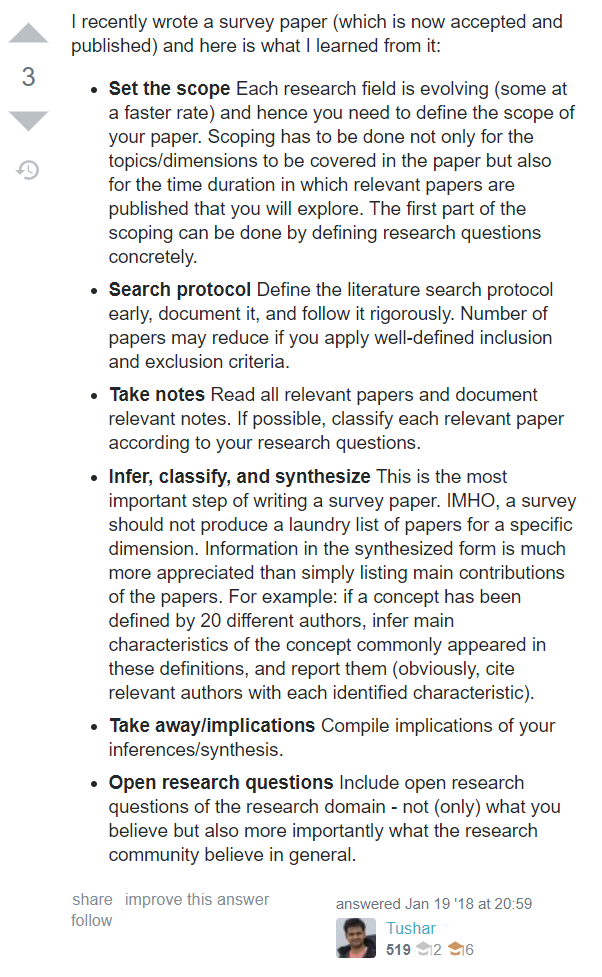 I recently wrote a survey paper (which is now accepted and
published) and here is what I learned from it:
3
• Set the scope Each research field is evolving (some at
a faster rate) and hence you need to define the scope of
your paper. Scoping has to be done not only for the
topics/dimensions to be covered in the paper but also
for the time duration in which relevant papers are
published that you will explore. The first part of the
scoping can be done by defining research questions
concretely.
• Search protocol Define the literature search protocol
early, document it, and follow it rigorously. Number of
papers may reduce if you apply well-defined inclusion
and exclusion criteria.
• Take notes Read all relevant papers and document
relevant notes. If possible, classify each relevant paper
according to your research questions.
• Infer, classify, and synthesize This is the most
important step of writing a survey paper. IMHO, a survey
should not produce a laundry list of papers for a specific
dimension. Information in the synthesized form is much
more appreciated than simply listing main contributions
of the papers. For example: if a concept has been
defined by 20 different authors, infer main
characteristics of the concept commonly appeared in
these definitions, and report them (obviously, cite
relevant authors with each identified characteristic).
• Take away/implications Compile implications of your
inferences/synthesis.
• Open research questions Include open research
questions of the research domain - not (only) what you
believe but also more importantly what the research
community believe in general.
share improve this answer
follow
answered Jan 19 '18 at 20:59
Tushar
519 2 6